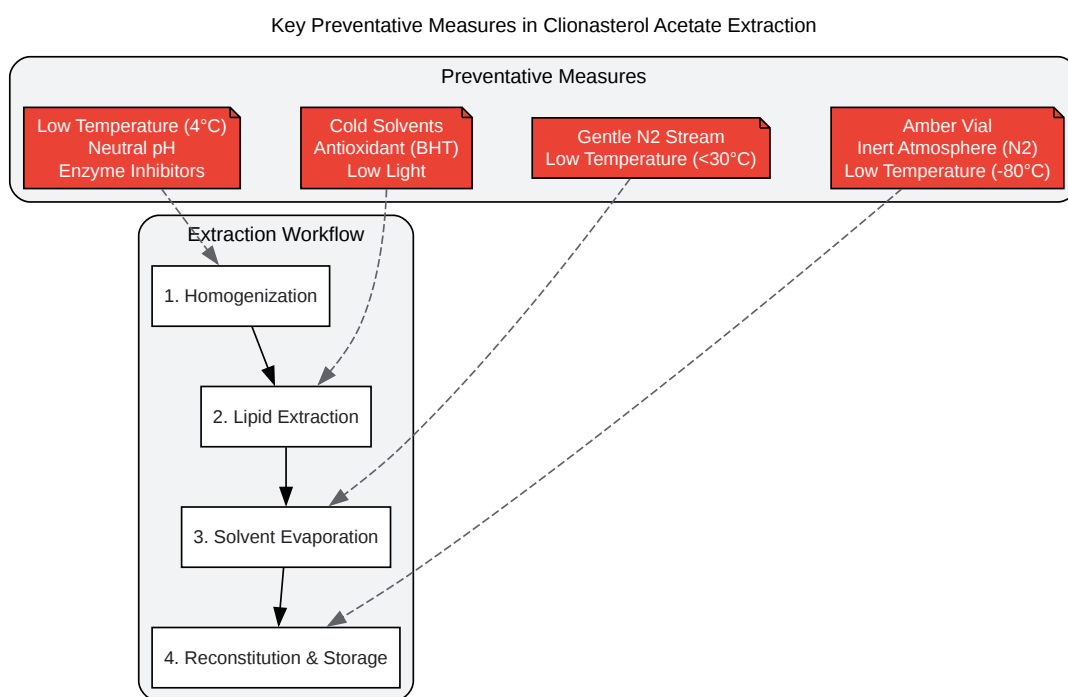 Key Preventative Measures in Clionasterol Acetate Extraction
Preventative Measures
Low Temperature (4°C)
Neutral pH
Enzyme Inhibitors
Cold Solvents
Antioxidant (BHT)
Low Light
Gentle N2 Stream
Low Temperature (<30°C)
Amber Vial
Inert Atmosphere (N2)
Low Temperature (-80°C)
Extraction Workflow
1. Homogenization
2. Lipid Extraction
3. Solvent Evaporation
4. Reconstitution & Storage